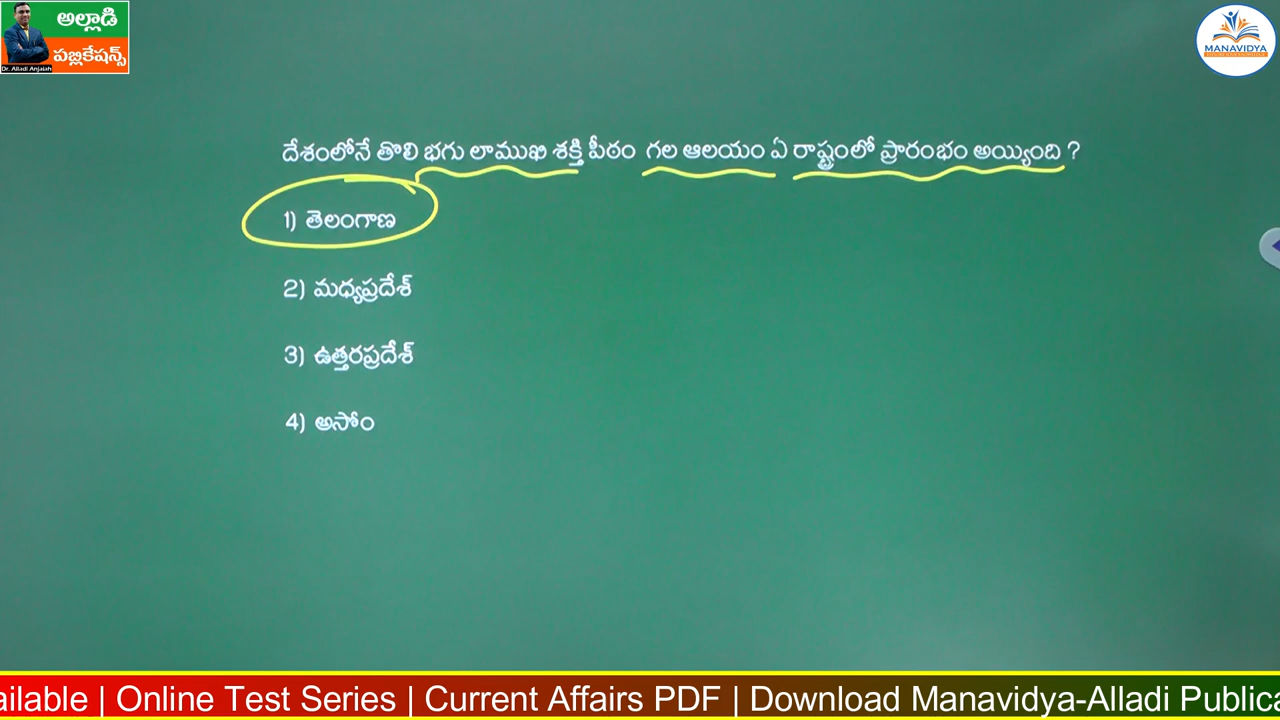 అల్లాడి
పబ్లికేషన్స్
Dr. Alladi Anjaiah
MANAVIDYA
దేశంలోనే తొలి భగు లాముఖి శక్తి పీఠం గల ఆలయం ఏ రాష్ట్రంలో ప్రారంభం అయ్యింది ?
1) తెలంగాణ
2) మధ్యప్రదేశ్
3) ఉత్తరప్రదేశ్
4) అసోం
ailable | Online Test Series | Current Affairs PDF | Download Manavidya-Alladi Publica